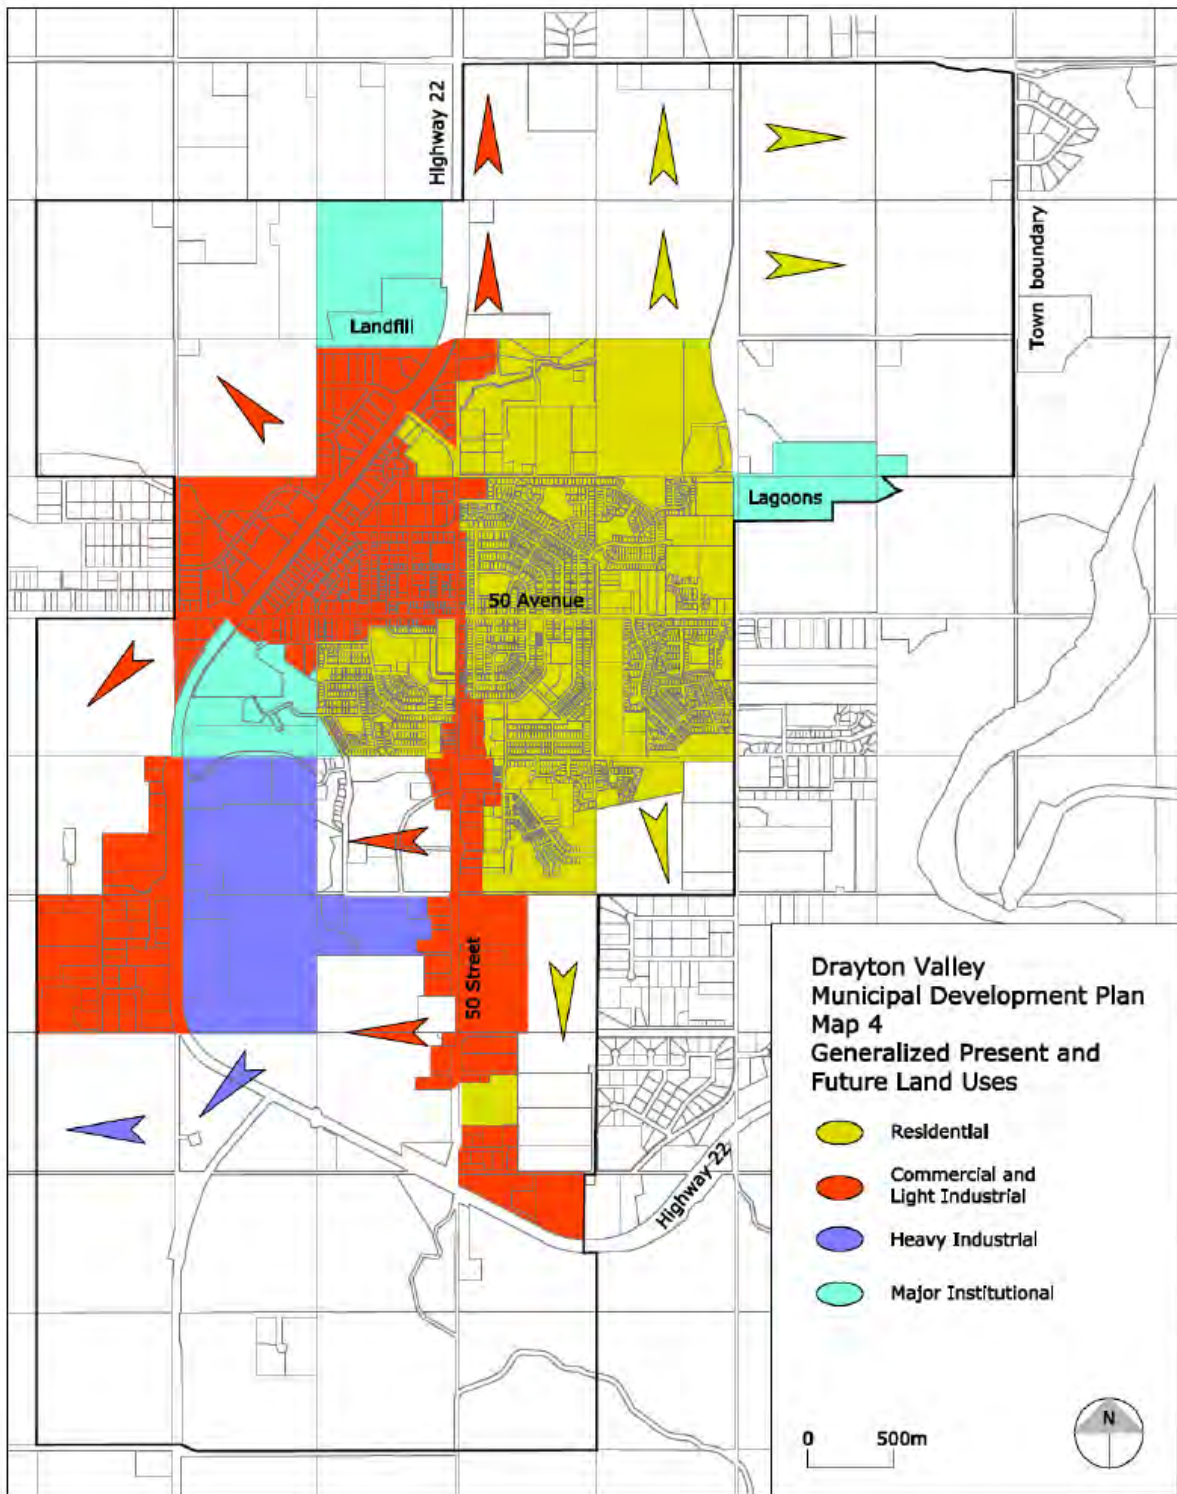 Highway 22
Town boundary
Landfill
Lagoons
50 Avenue
50 Street
Highway 22
Drayton Valley
Municipal Development Plan
Map 4
Generalized Present and
Future Land Uses
Residential
Commercial and
Light Industrial
Heavy Industrial
Major Institutional
0 500m
N